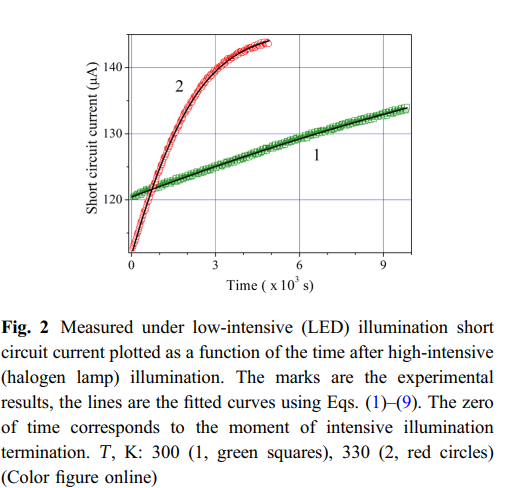 140
130
120
Short circuit current (μA)
2
1
0 3 6 9
Time ( x 10³ s)
Fig. 2 Measured under low-intensive (LED) illumination short
circuit current plotted as a function of the time after high-intensive
(halogen lamp) illumination. The marks are the experimental
results, the lines are the fitted curves using Eqs. (1)–(9). The zero
of time corresponds to the moment of intensive illumination
termination. T, K: 300 (1, green squares), 330 (2, red circles)
(Color figure online)